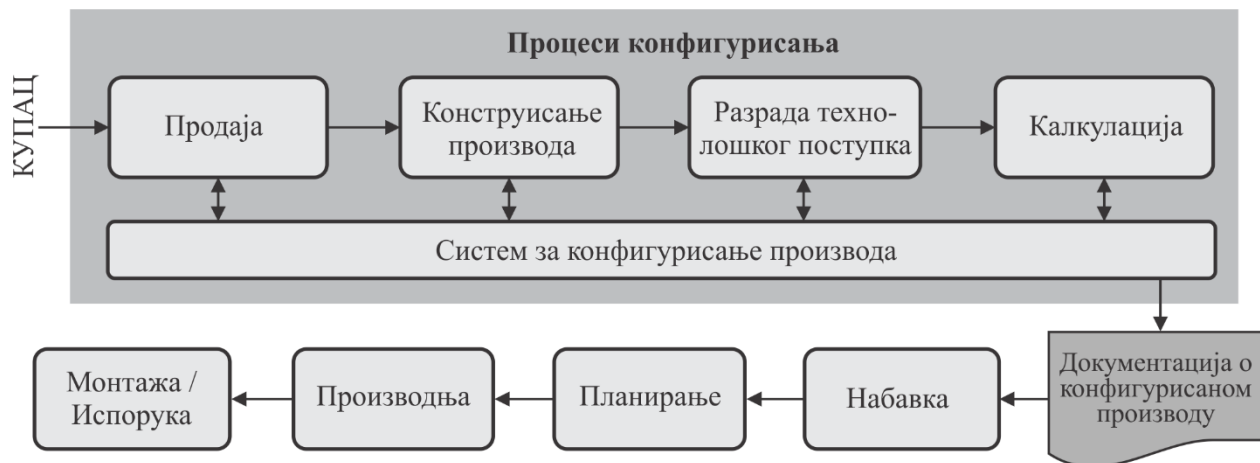 Процеси конфигурисања
КУПАЦ
Продаја
Конструисање
производа
Разрада техно-
лошког поступка
Калкулација
Систем за конфигурисање производа
Монтажа /
Испорука
Производња
Планирање
Набавка
Документација о
конфигурисаном
производу